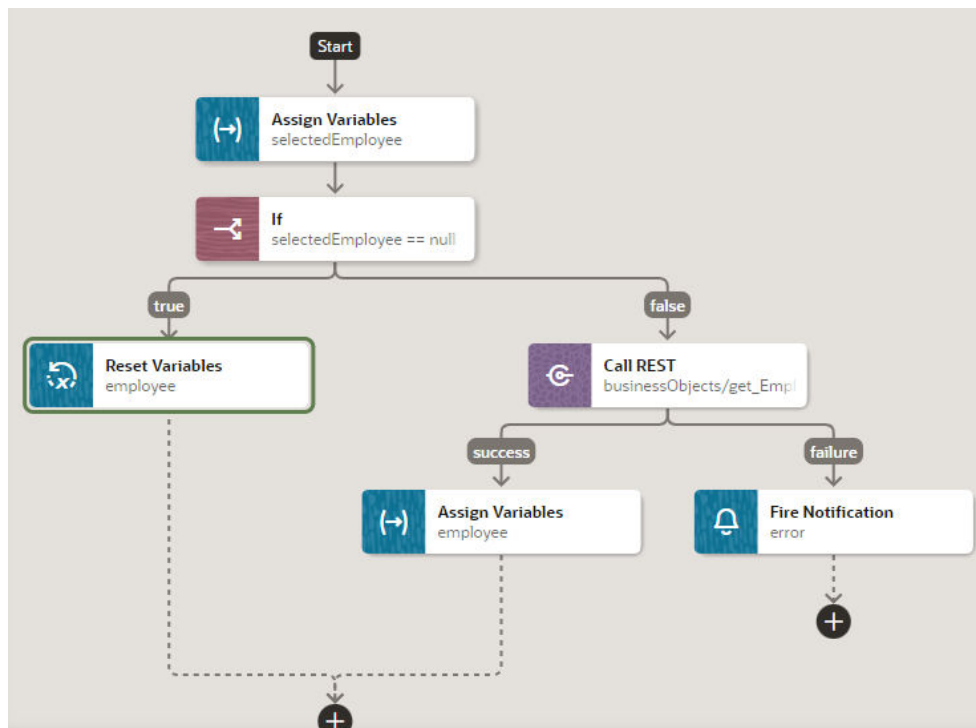 Start
Assign Variables
selectedEmployee
If
selectedEmployee == null
true
false
Reset Variables
employee
Call REST
businessObjects/get_Empl
success
failure
Assign Variables
employee
Fire Notification
error